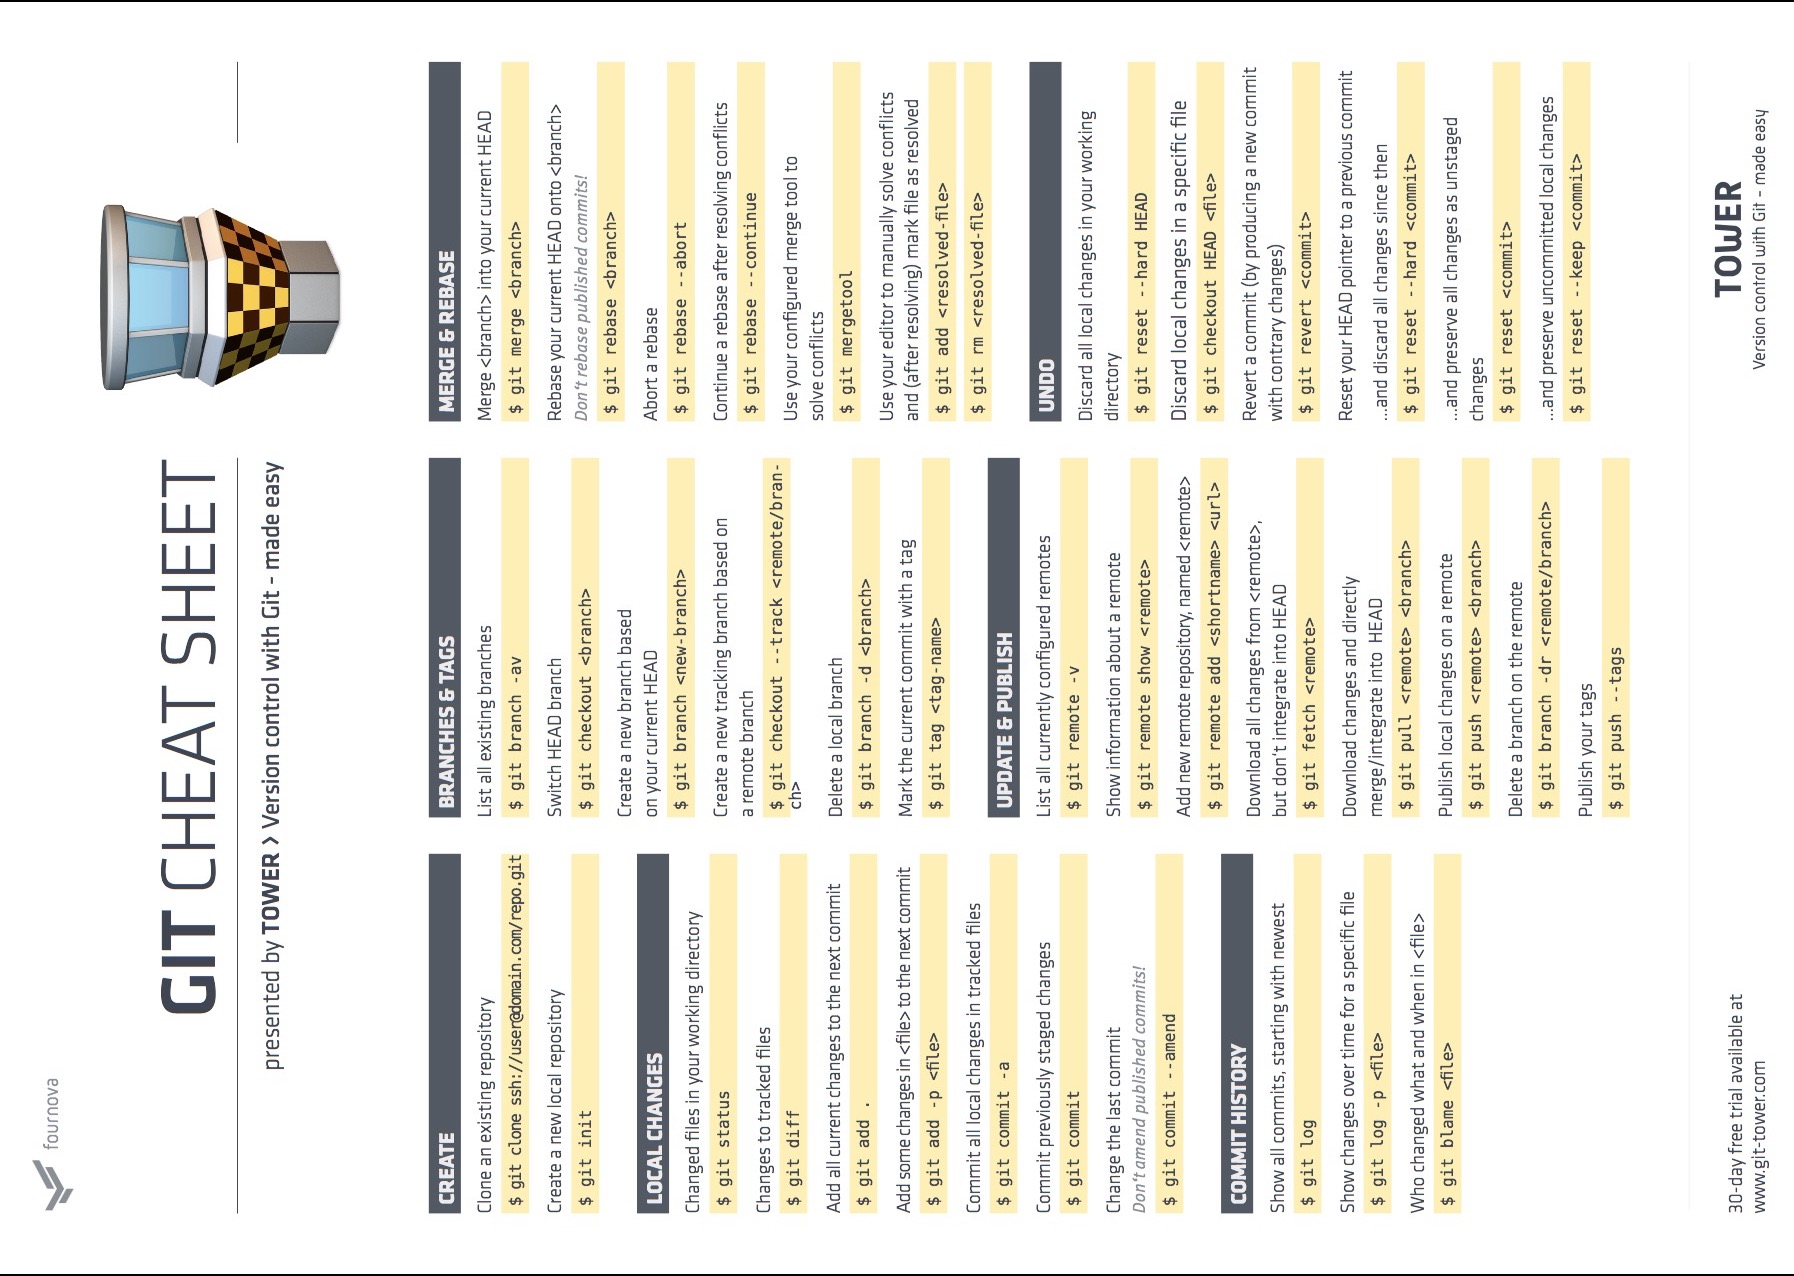 fournova
GIT CHEAT SHEET
presented by TOWER › Version control with Git - made easy
CREATE
Clone an existing repository
$ git clone ssh://user@domain.com/repo.git
Create a new local repository
$ git init
LOCAL CHANGES
Changed files in your working directory
$ git status
Changes to tracked files
$ git diff
Add all current changes to the next commit
$ git add .
Add some changes in <file> to the next commit
$ git add -p <file>
Commit all local changes in tracked files
$ git commit -a
Commit previously staged changes
$ git commit
Change the last commit
Don‘t amend published commits!
$ git commit --amend
COMMIT HISTORY
Show all commits, starting with newest
$ git log
Show changes over time for a specific file
$ git log -p <file>
Who changed what and when in <file>
$ git blame <file>
BRANCHES & TAGS
List all existing branches
$ git branch -av
Switch HEAD branch
$ git checkout <branch>
Create a new branch based
on your current HEAD
$ git branch <new-branch>
Create a new tracking branch based on
a remote branch
$ git checkout --track <remote/bran-
ch>
Delete a local branch
$ git branch -d <branch>
Mark the current commit with a tag
$ git tag <tag-name>
UPDATE & PUBLISH
List all currently configured remotes
$ git remote -v
Show information about a remote
$ git remote show <remote>
Add new remote repository, named <remote>
$ git remote add <shortname> <url>
Download all changes from <remote>,
but don‘t integrate into HEAD
$ git fetch <remote>
Download changes and directly
merge/integrate into HEAD
$ git pull <remote> <branch>
Publish local changes on a remote
$ git push <remote> <branch>
Delete a branch on the remote
$ git branch -dr <remote/branch>
Publish your tags
$ git push --tags
MERGE & REBASE
Merge <branch> into your current HEAD
$ git merge <branch>
Rebase your current HEAD onto <branch>
Don‘t rebase published commits!
$ git rebase <branch>
Abort a rebase
$ git rebase --abort
Continue a rebase after resolving conflicts
$ git rebase --continue
Use your configured merge tool to
solve conflicts
$ git mergetool
Use your editor to manually solve conflicts
and (after resolving) mark file as resolved
$ git add <resolved-file>
$ git rm <resolved-file>
UNDO
Discard all local changes in your working
directory
$ git reset --hard HEAD
Discard local changes in a specific file
$ git checkout HEAD <file>
Revert a commit (by producing a new commit
with contrary changes)
$ git revert <commit>
Reset your HEAD pointer to a previous commit
...and discard all changes since then
$ git reset --hard <commit>
...and preserve all changes as unstaged
changes
$ git reset <commit>
...and preserve uncommitted local changes
$ git reset --keep <commit>
30-day free trial available at
www.git-tower.com
TOWER
Version control with Git - made easy